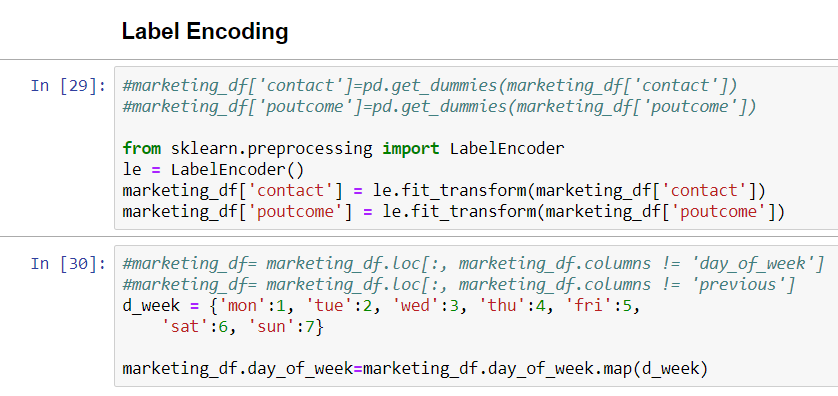 Label Encoding
In [29]: #marketing_df['contact']=pd.get_dummies(marketing_df['contact'])
#marketing_df['poutcome']=pd.get_dummies(marketing_df['poutcome'])
from sklearn.preprocessing import LabelEncoder
le = LabelEncoder()
marketing_df['contact'] = le.fit_transform(marketing_df['contact'])
marketing_df['poutcome'] = le.fit_transform(marketing_df['poutcome'])
In [30]: #marketing_df= marketing_df.loc[:, marketing_df.columns != 'day_of_week']
#marketing_df= marketing_df.loc[:, marketing_df.columns != 'previous']
d_week = {'mon':1, 'tue':2, 'wed':3, 'thu':4, 'fri':5,
'sat':6, 'sun':7}
marketing_df.day_of_week=marketing_df.day_of_week.map(d_week)